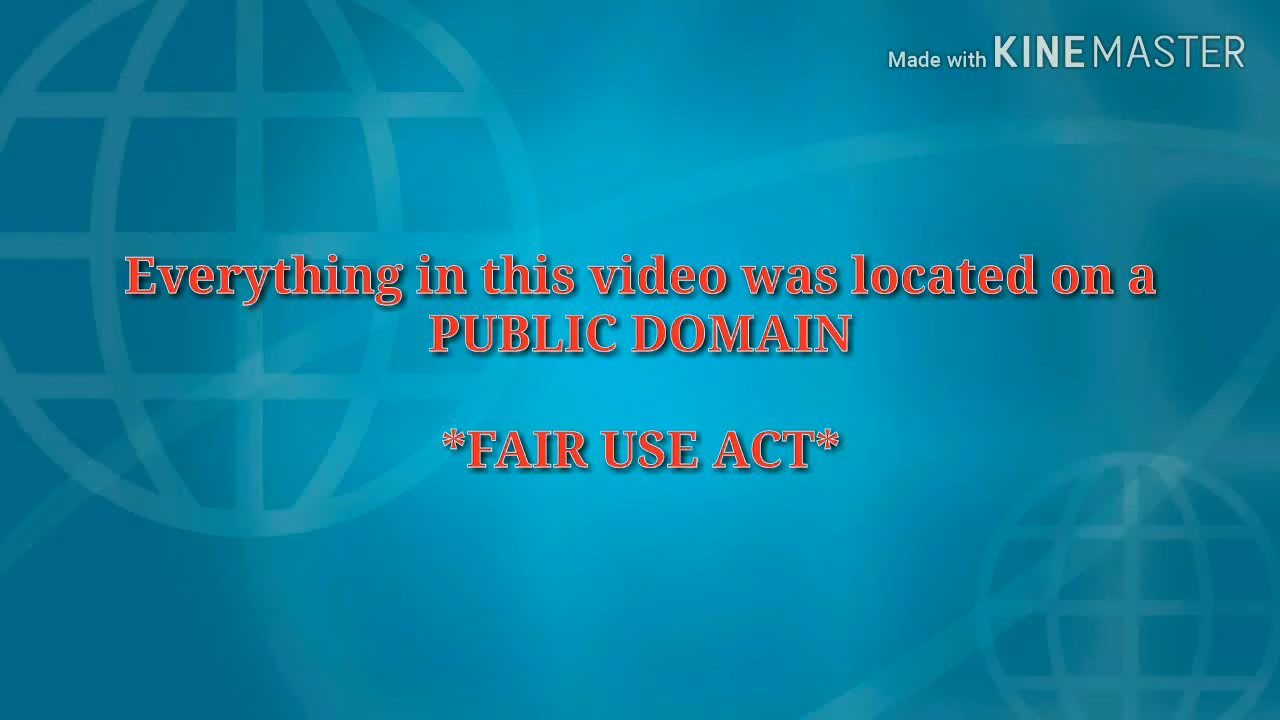 Made with KINEMASTER
Everything in this video was located on a
PUBLIC DOMAIN
*FAIR USE ACT*